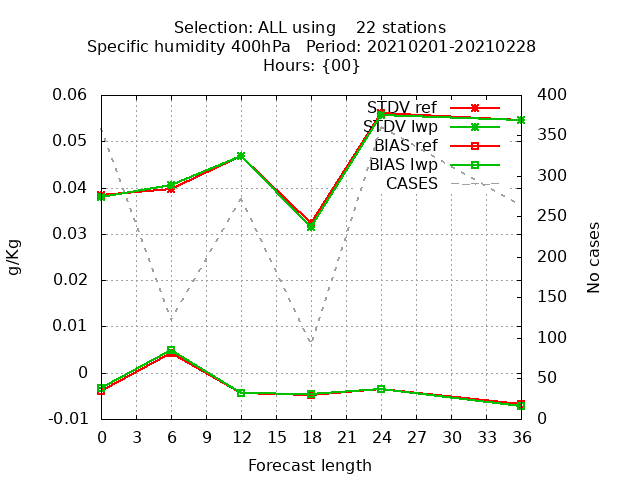 Selection: ALL using    22 stations
Specific humidity 400hPa   Period: 20210201-20210228
Hours: {00}
STDV ref
STDV lwp
BIAS ref
BIAS lwp
CASES
0.06
0.05
0.04
0.03
0.02
0.01
0
-0.01
400
350
300
250
200
150
100
50
0
g/Kg
No cases
0 3 6 9 12 15 18 21 24 27 30 33 36
Forecast length